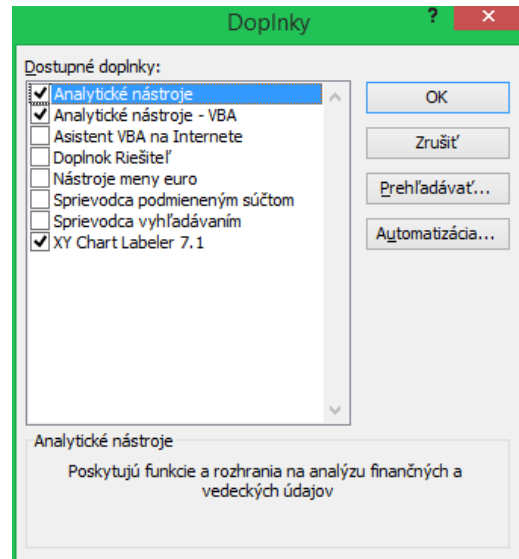 Doplnky
?
×
Dostupné doplnky:
Analytické nástroje
Analytické nástroje - VBA
Asistent VBA na Internete
Doplnok Riešiteľ
Nástroje meny euro
Sprievodca podmieneným súčtom
Sprievodca vyhľadávaním
XY Chart Labeler 7.1
OK
Zrušiť
Prehľadávať...
Automatizácia...
Analytické nástroje
Poskytujú funkcie a rozhrania na analýzu finančných a
vedeckých údajov